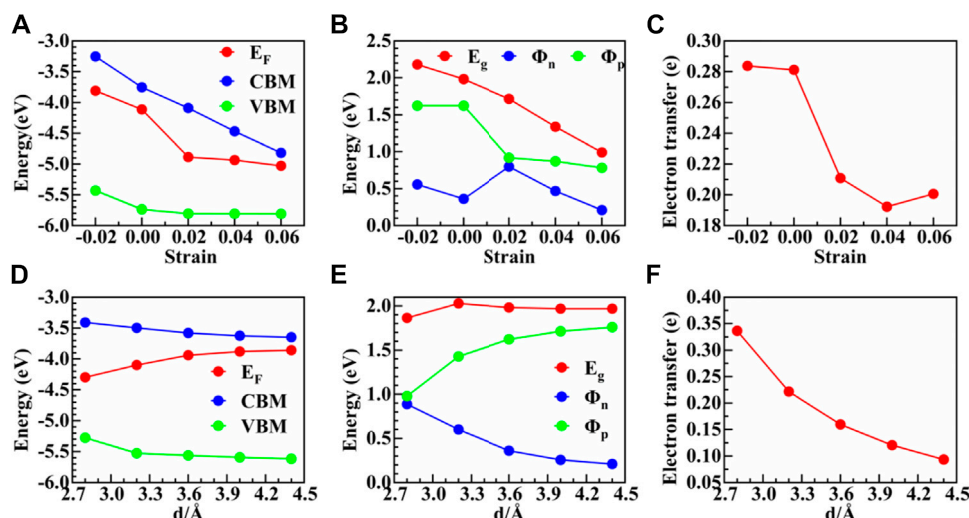 A
-3.0
-3.5
-4.0
-4.5
-5.0
-5.5
-6.0
Energy(eV)
E_F
CBM
VBM
-0.02 0.00 0.02 0.04 0.06
Strain
B
2.5
2.0
1.5
1.0
0.5
0.0
Energy (eV)
E_g Φ_n Φ_p
-0.02 0.00 0.02 0.04 0.06
Strain
C
0.30
0.28
0.26
0.24
0.22
0.20
0.18
Electron transfer (e)
-0.02 0.00 0.02 0.04 0.06
Strain
D
-3.0
-3.5
-4.0
-4.5
-5.0
-5.5
-6.0
Energy (eV)
E_F
CBM
VBM
2.7 3.0 3.3 3.6 3.9 4.2 4.5
d/Å
E
2.0
1.5
1.0
0.5
0.0
Energy (eV)
E_g
Φ_n
Φ_p
2.7 3.0 3.3 3.6 3.9 4.2 4.5
d/Å
F
0.40
0.35
0.30
0.25
0.20
0.15
0.10
0.05
Electron transfer (e)
2.7 3.0 3.3 3.6 3.9 4.2 4.5
d/Å